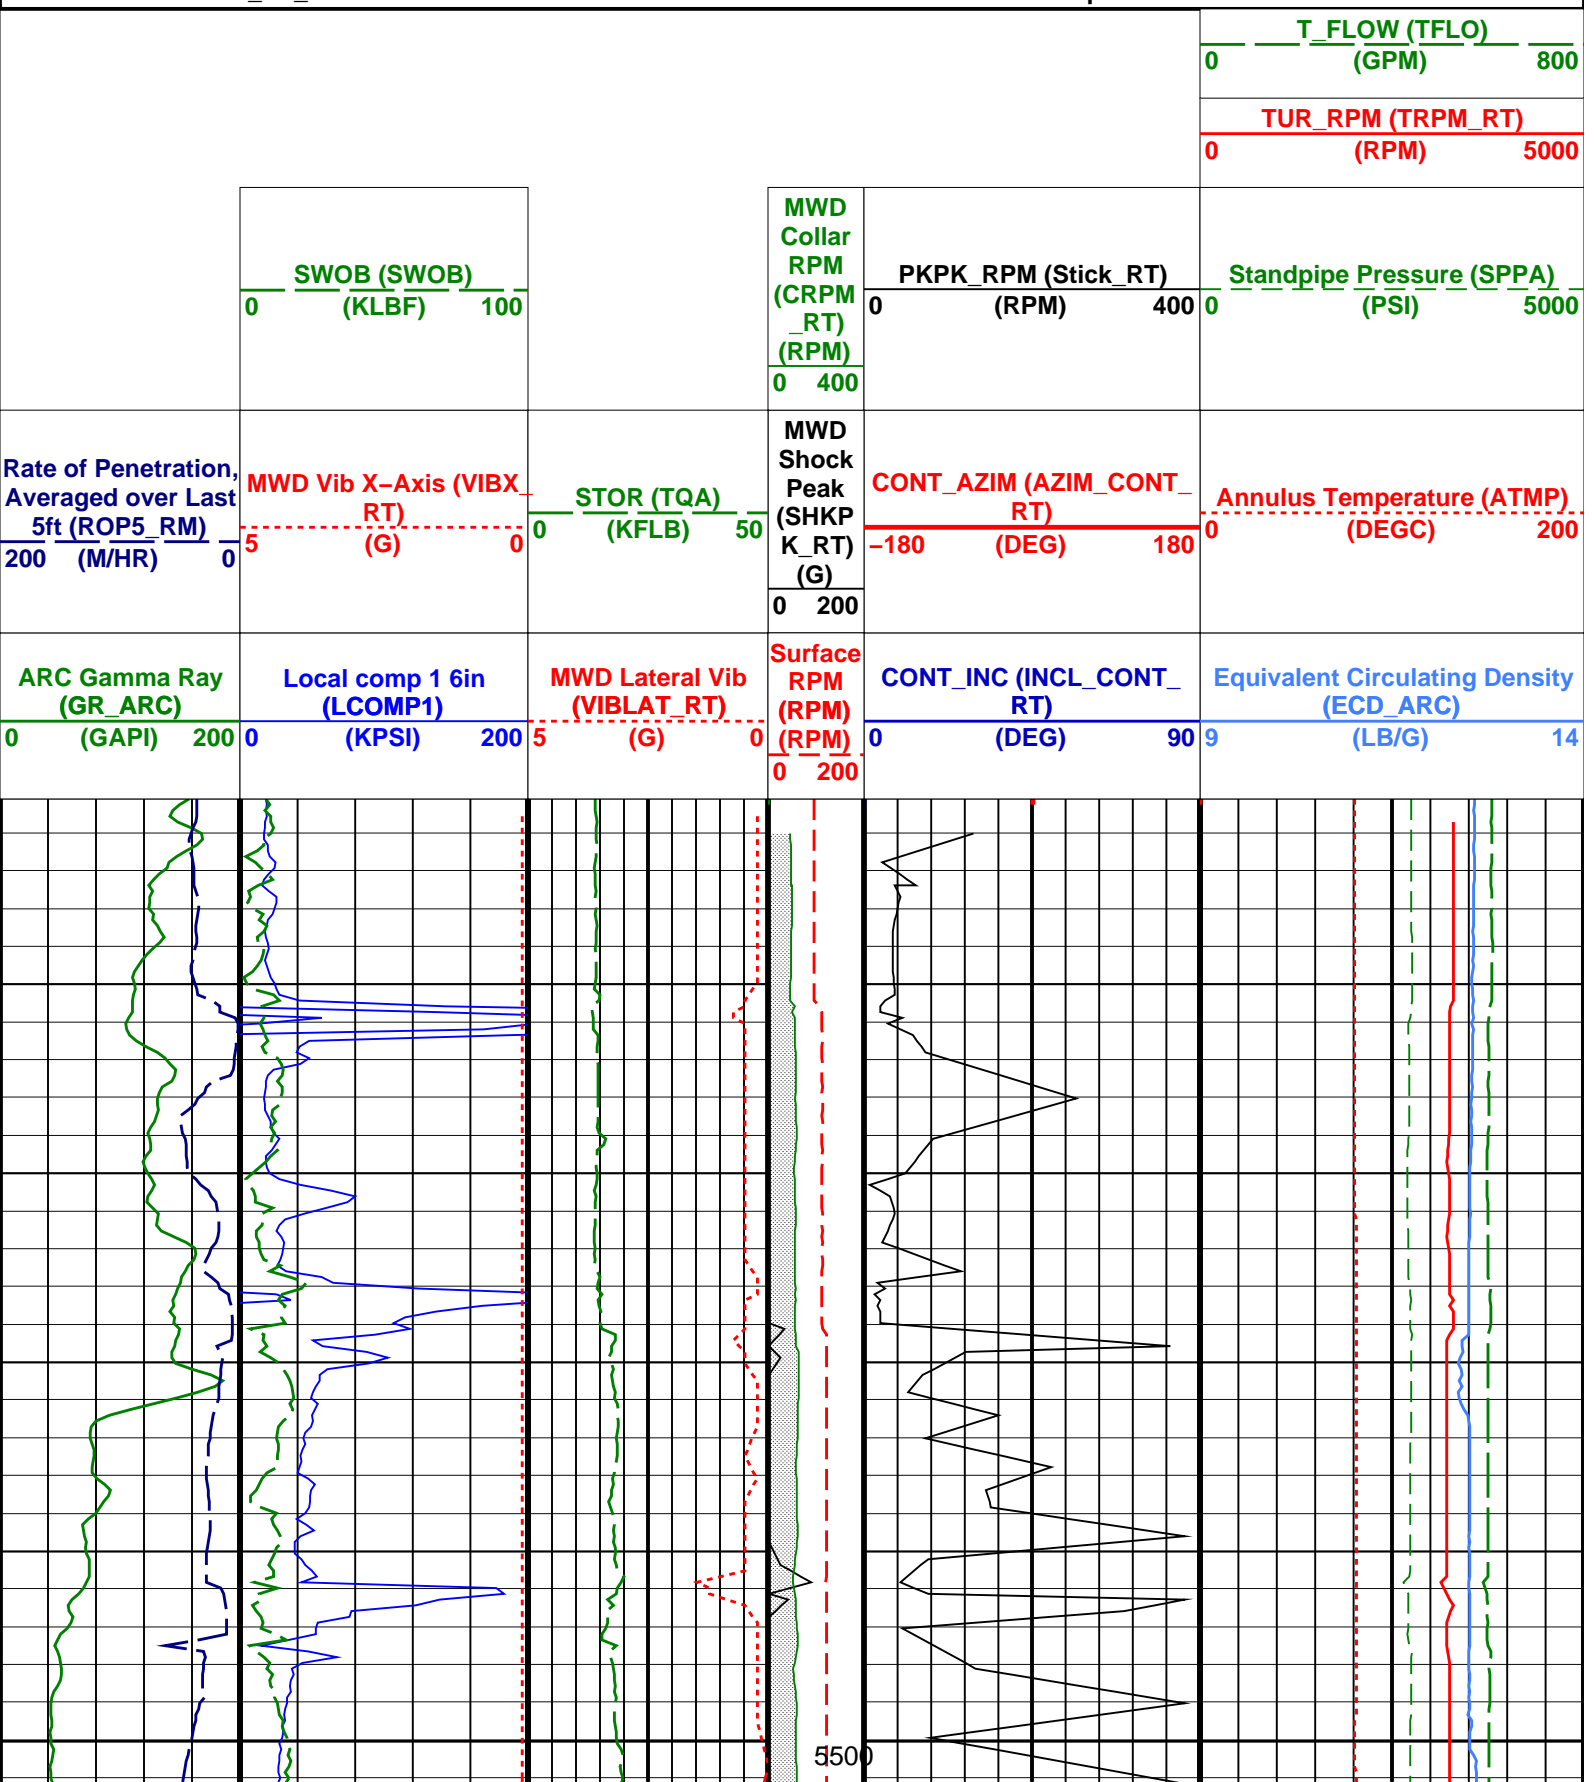 T_FLOW (TFLO)
0 (GPM) 800
TUR_RPM (TRPM_RT)
0 (RPM) 5000
MWD
Collar
RPM
(CRPM
_RT)
(RPM)
0 400
SWOB (SWOB)
0 (KLBF) 100
PKPK_RPM (Stick_RT)
0 (RPM) 400
Standpipe Pressure (SPPA)
0 (PSI) 5000
Rate of Penetration,
Averaged over Last
5ft (ROP5_RM)
200 (M/HR) 0
MWD Vib X−Axis (VIBX_
RT)
5 (G) 0
STOR (TQA)
0 (KFLB) 50
MWD
Shock
Peak
(SHKP
K_RT)
(G)
0 200
CONT_AZIM (AZIM_CONT_
RT)
−180 (DEG) 180
Annulus Temperature (ATMP)
0 (DEGC) 200
ARC Gamma Ray
(GR_ARC)
0 (GAPI) 200
Local comp 1 6in
(LCOMP1)
0 (KPSI) 200
MWD Lateral Vib
(VIBLAT_RT)
5 (G) 0
Surface
RPM
(RPM)
(RPM)
0 200
CONT_INC (INCL_CONT_
RT)
0 (DEG) 90
Equivalent Circulating Density
(ECD_ARC)
9 (LB/G) 14
5500